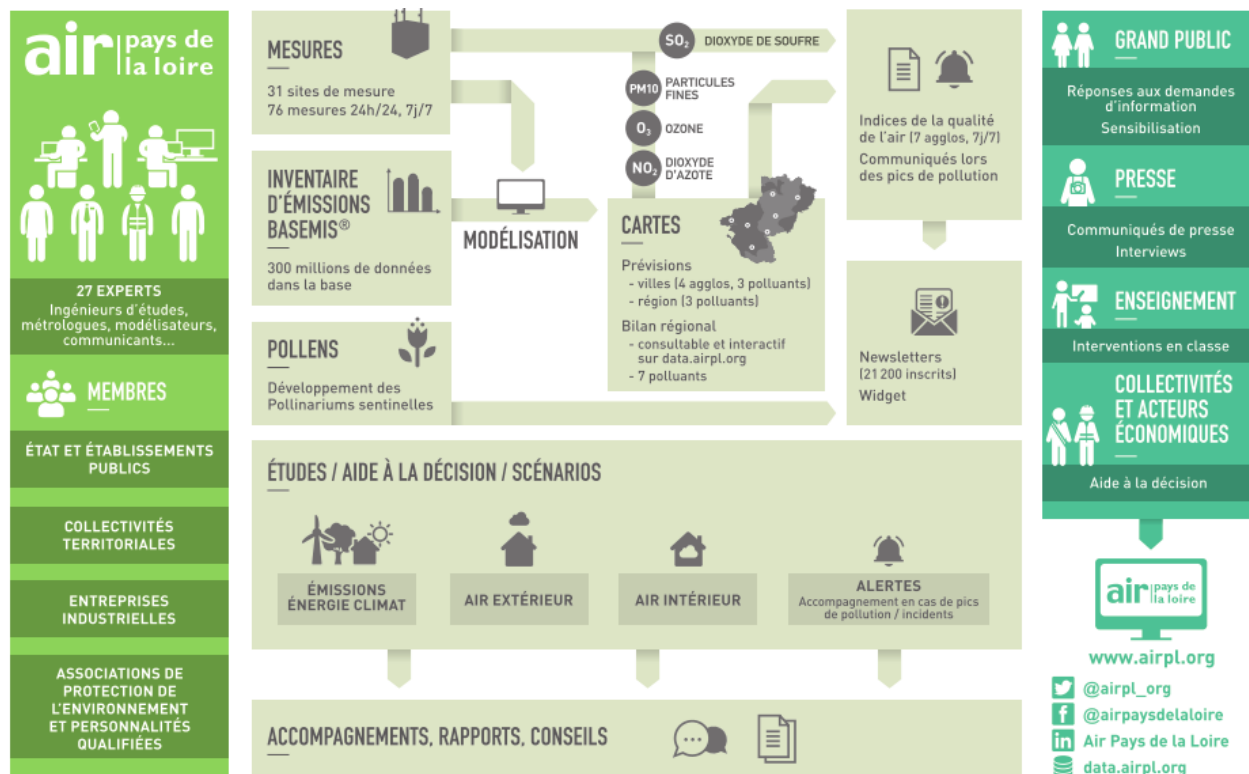 air pays de
la loire
27 EXPERTS
Ingénieurs d'études,
métrologues, modélisateurs,
communicants...
MEMBRES
ÉTAT ET ÉTABLISSEMENTS
PUBLICS
COLLECTIVITÉS
TERRITORIALES
ENTREPRISES
INDUSTRIELLES
ASSOCIATIONS DE
PROTECTION DE
L'ENVIRONNEMENT
ET PERSONNALITÉS
QUALIFIÉES
MESURES
31 sites de mesure
76 mesures 24h/24, 7j/7
INVENTAIRE
D'ÉMISSIONS
BASEMIS®
300 millions de données
dans la base
POLLENS
Développement des
Pollinariums sentinelles
MODÉLISATION
SO₂ DIOXYDE DE SOUFRE
PM10 PARTICULES
FINES
O₃ OZONE
NO₂ DIOXYDE
D'AZOTE
CARTES
Prévisions
- villes (4 agglos, 3 polluants)
- région (3 polluants)
Bilan régional
- consultable et interactif
sur data.airpl.org
- 7 polluants
Indices de la qualité
de l'air (7 agglos, 7j/7)
Communiqués lors
des pics de pollution
Newsletters
(21 200 inscrits)
Widget
ÉTUDES / AIDE À LA DÉCISION / SCÉNARIOS
ÉMISSIONS
ÉNERGIE CLIMAT
AIR EXTÉRIEUR
AIR INTÉRIEUR
ALERTES
Accompagnement en cas de pics
de pollution / incidents
ACCOMPAGNEMENTS, RAPPORTS, CONSEILS
GRAND PUBLIC
Réponses aux demandes
d'information
Sensibilisation
PRESSE
Communiqués de presse
Interviews
ENSEIGNEMENT
Interventions en classe
COLLECTIVITÉS
ET ACTEURS
ÉCONOMIQUES
Aide à la décision
air pays de
la loire
www.airpl.org
@airpl_org
@airpaysdelaloire
Air Pays de la Loire
data.airpl.org